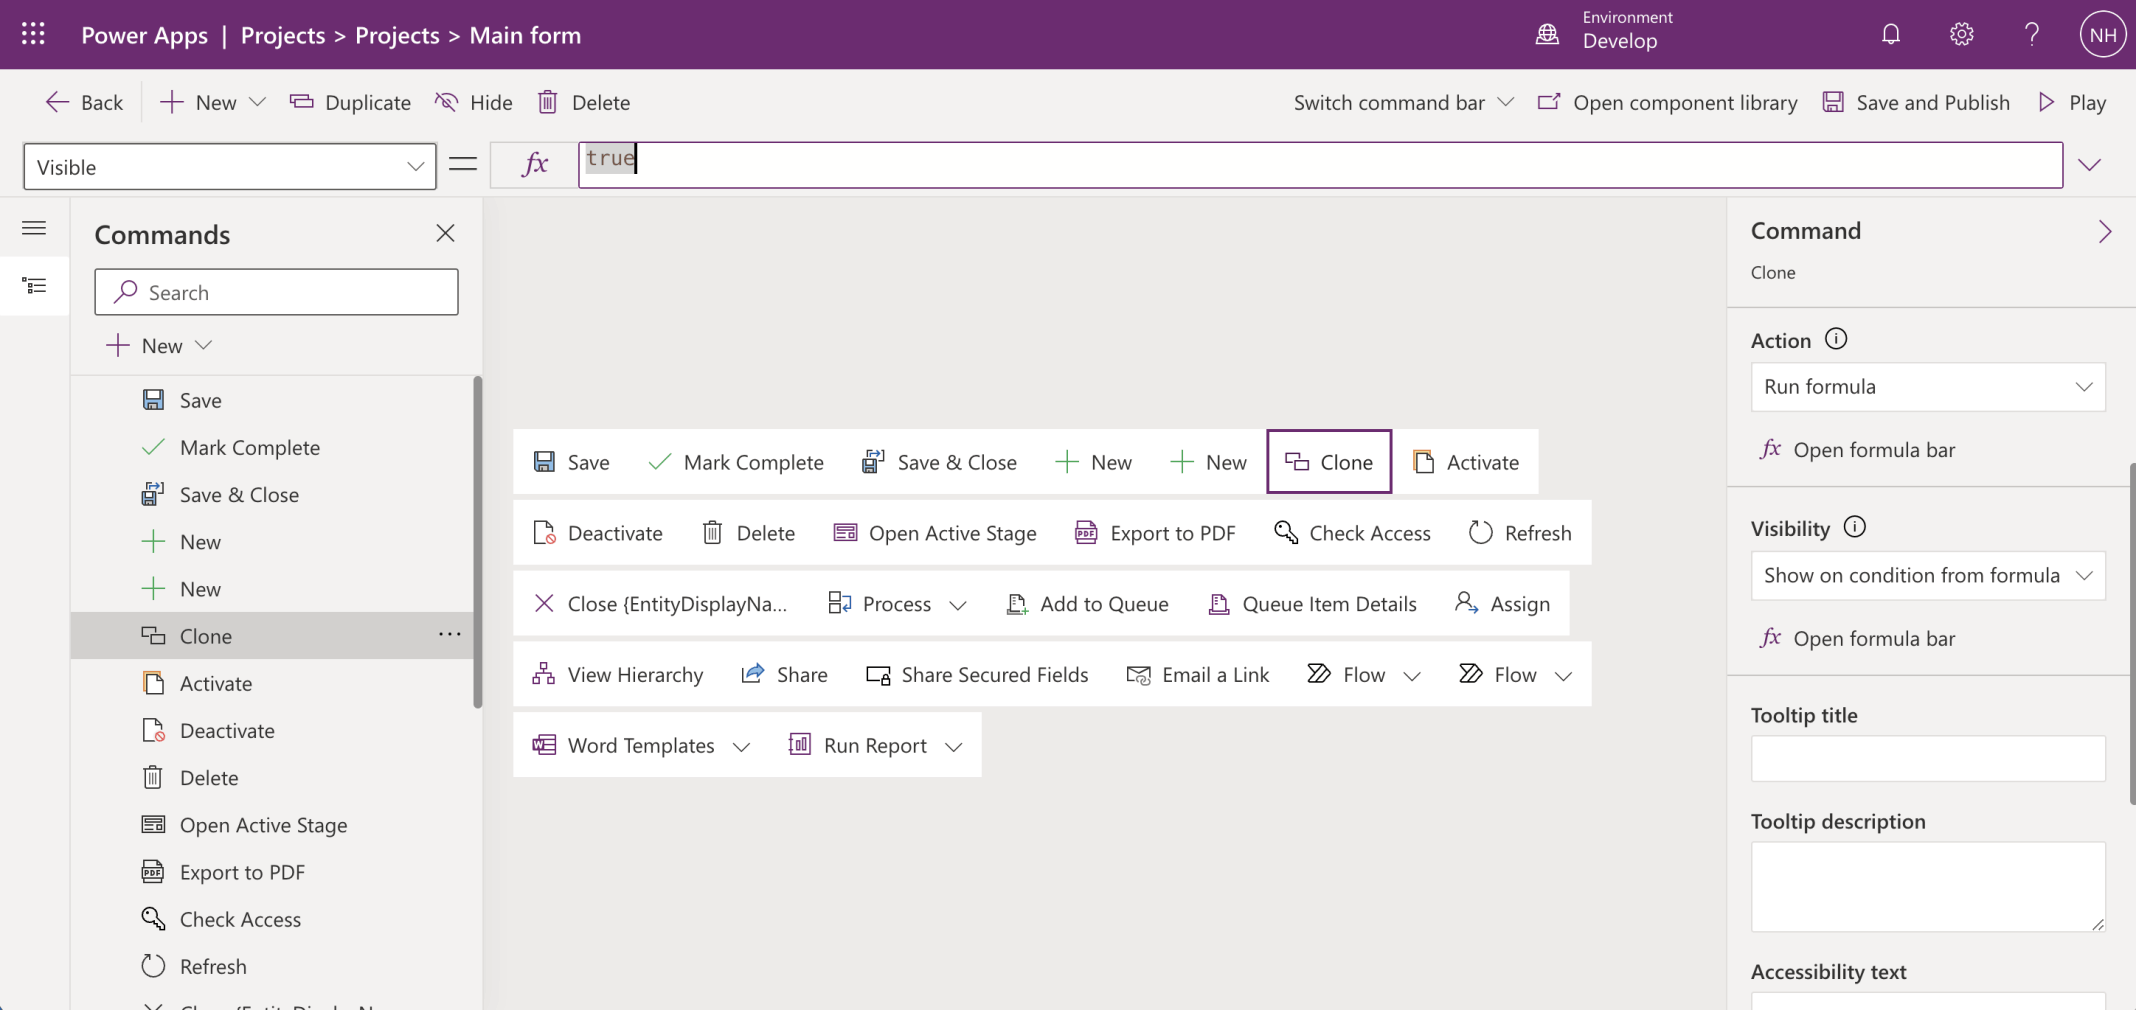 Power Apps | Projects > Projects > Main form
Environment
Develop
NH
Back
New
Duplicate
Hide
Delete
Switch command bar
Open component library
Save and Publish
Play
Visible
fx
true
Commands
Search
New
Save
Mark Complete
Save & Close
New
New
Clone
Activate
Deactivate
Delete
Open Active Stage
Export to PDF
Check Access
Refresh
Save Mark Complete Save & Close New New Clone Activate
Deactivate Delete Open Active Stage Export to PDF Check Access Refresh
Close {EntityDisplayNa... Process Add to Queue Queue Item Details Assign
View Hierarchy Share Share Secured Fields Email a Link Flow Flow
Word Templates Run Report
Command
Clone
Action
Run formula
fx Open formula bar
Visibility
Show on condition from formula
fx Open formula bar
Tooltip title
Tooltip description
Accessibility text